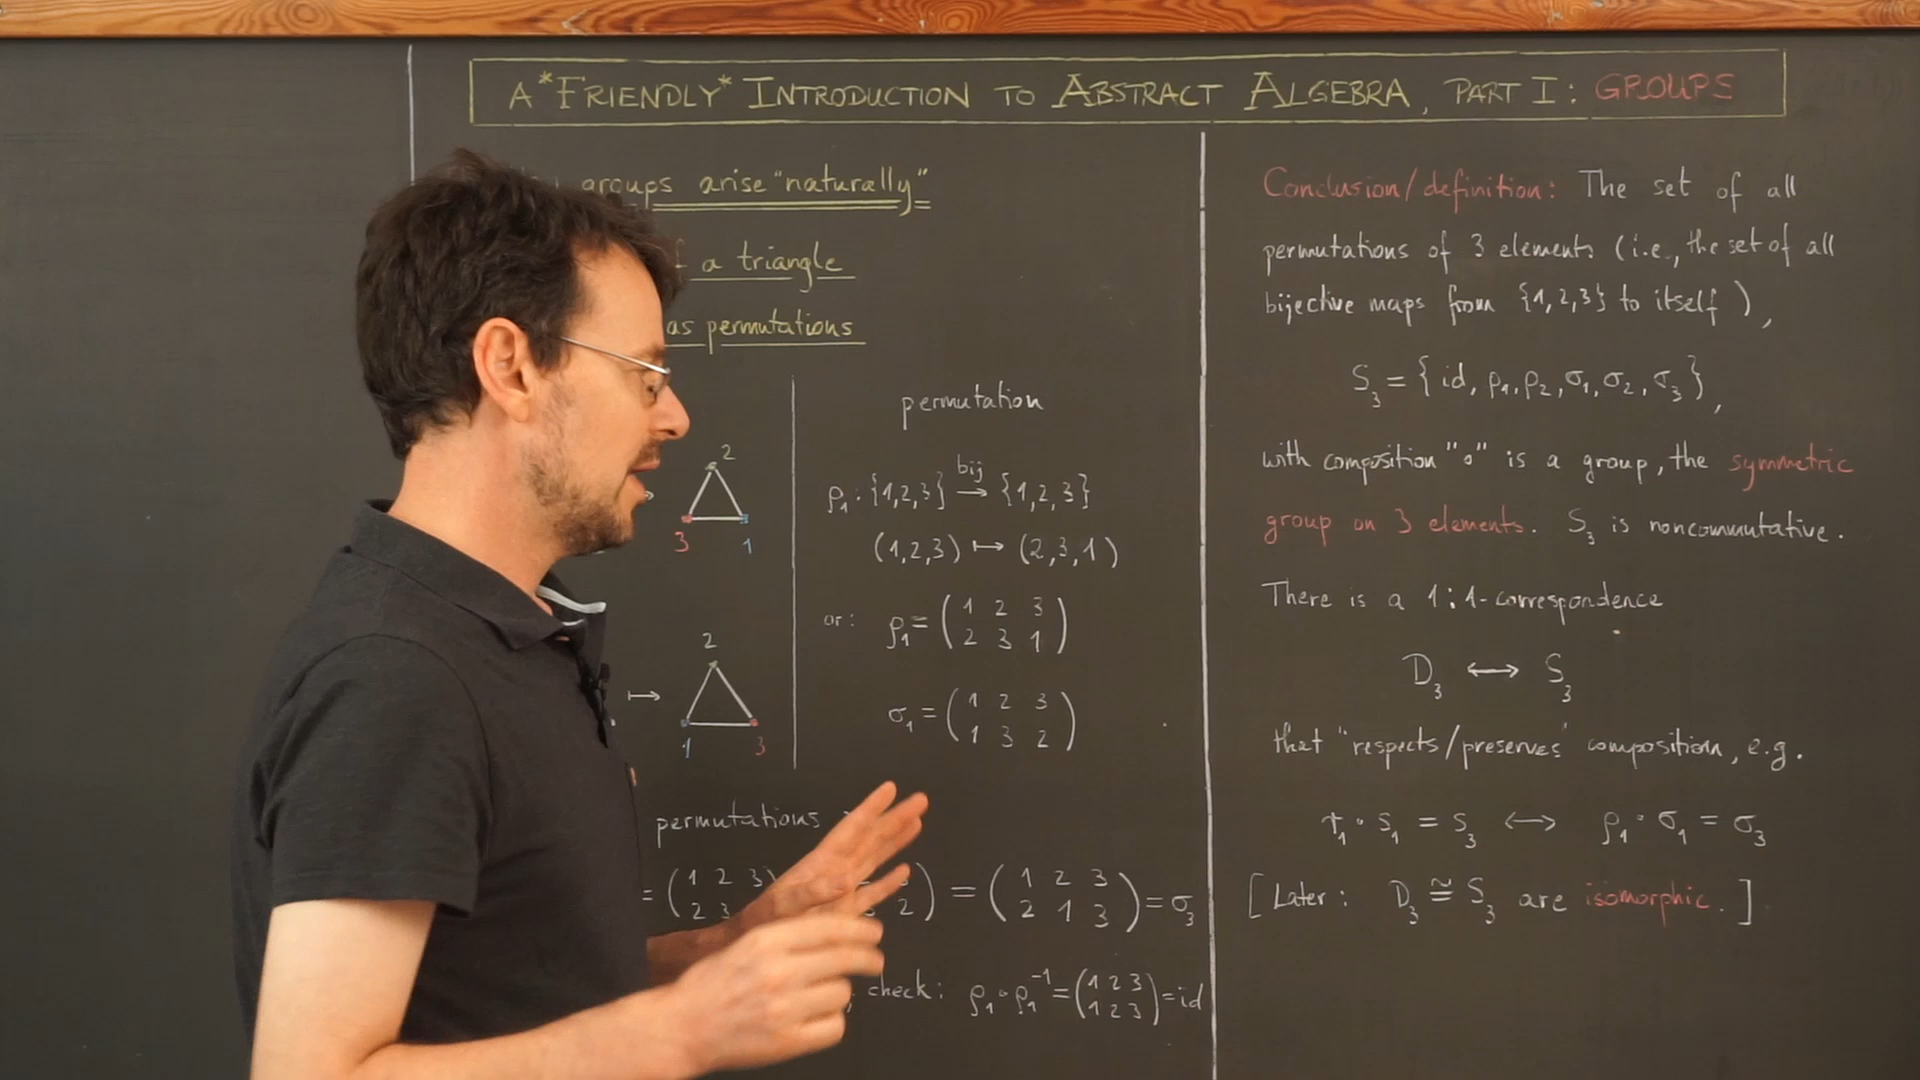 A *FRIENDLY* INTRODUCTION TO ABSTRACT ALGEBRA, PART I: GROUPS
groups arise "naturally"
of a triangle
as permutations
permutation
2
3 1
ρ₁: {1,2,3} bij→ {1,2,3}
(1,2,3) ↦ (2,3,1)
or: ρ₁ = (1 2 3 / 2 3 1)
2
↦
1 3
σ₁ = (1 2 3 / 1 3 2)
permutations
= (1 2 3 / 2 3 2) = (1 2 3 / 2 1 3) = σ₃
check: ρ₁∘ρ₁⁻¹ = (1 2 3 / 1 2 3) = id
Conclusion/definition: The set of all
permutations of 3 elements (i.e., the set of all
bijective maps from {1,2,3} to itself),
S₃ = {id, ρ₁, ρ₂, σ₁, σ₂, σ₃},
with composition "∘" is a group, the symmetric
group on 3 elements. S₃ is noncommutative.
There is a 1:1-correspondence
D₃ ⟷ S₃
that "respects/preserves" composition, e.g.
r₁∘s₁ = s₃ ⟷ ρ₁∘σ₁ = σ₃
[Later: D₃ ≅ S₃ are isomorphic.]